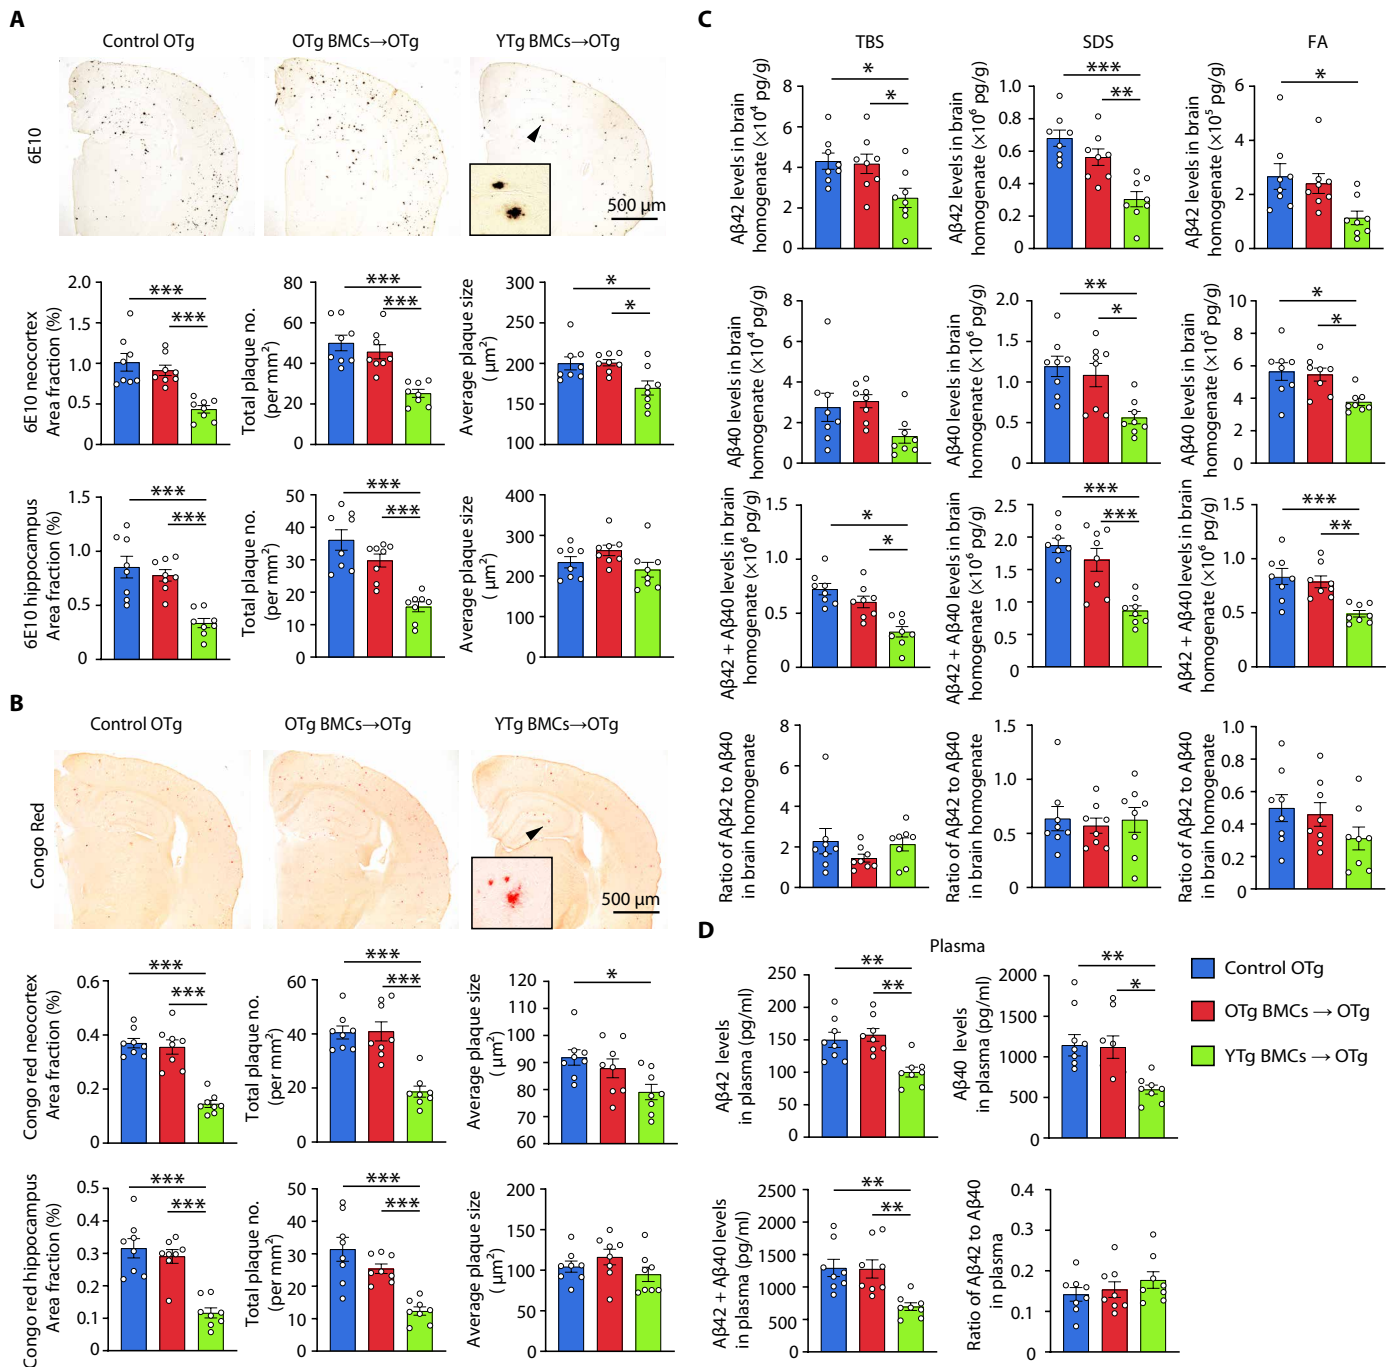 A
Control OTg
OTg BMCs→OTg
YTg BMCs→OTg
6E10
500 μm
6E10 neocortex
Area fraction (%)
2.0
1.5
1.0
0.5
0
***
***
Total plaque no.
(per mm²)
80
60
40
20
0
***
***
Average plaque size
( μm²)
300
250
200
150
100
*
*
6E10 hippocampus
Area fraction (%)
1.5
1.0
0.5
0
***
***
Total plaque no.
(per mm²)
50
40
30
20
10
0
***
***
Average plaque size
( μm²)
400
300
200
100
0
B
Control OTg
OTg BMCs→OTg
YTg BMCs→OTg
Congo Red
500 μm
Congo red neocortex
Area fraction (%)
0.6
0.4
0.2
0
***
***
Total plaque no.
(per mm²)
60
40
20
0
***
***
Average plaque size
( μm²)
120
110
100
90
80
70
60
*
Congo red hippocampus
Area fraction (%)
0.5
0.4
0.3
0.2
0.1
0
***
***
Total plaque no.
(per mm²)
50
40
30
20
10
0
***
***
Average plaque size
( μm²)
200
150
100
50
0
C
TBS
SDS
FA
Aβ42 levels in brain
homogenate (×10⁴ pg/g)
8
6
4
2
0
*
*
Aβ42 levels in brain
homogenate (×10⁶ pg/g)
1.0
0.8
0.6
0.4
0.2
0
***
**
Aβ42 levels in brain
homogenate (×10⁵ pg/g)
6
4
2
0
*
Aβ40 levels in brain
homogenate (×10⁴ pg/g)
8
6
4
2
0
Aβ40 levels in brain
homogenate (×10⁶ pg/g)
2.0
1.5
1.0
0.5
0
**
*
Aβ40 levels in brain
homogenate (×10⁵ pg/g)
10
8
6
4
2
0
*
*
Aβ42 + Aβ40 levels in brain
homogenate (×10⁶ pg/g)
1.5
1.0
0.5
0
*
*
Aβ42 + Aβ40 levels in brain
homogenate (×10⁶ pg/g)
2.5
2.0
1.5
1.0
0.5
0
***
***
Aβ42 + Aβ40 levels in brain
homogenate (×10⁶ pg/g)
1.5
1.0
0.5
0
***
**
Ratio of Aβ42 to Aβ40
in brain homogenate
8
6
4
2
0
Ratio of Aβ42 to Aβ40
in brain homogenate
1.5
1.0
0.5
0
Ratio of Aβ42 to Aβ40
in brain homogenate
1.0
0.8
0.6
0.4
0.2
0
D
Plasma
Aβ42 levels
in plasma (pg/ml)
250
200
150
100
50
0
**
**
Aβ40 levels
in plasma (pg/ml)
2000
1500
1000
500
0
**
*
Control OTg
OTg BMCs → OTg
YTg BMCs → OTg
Aβ42 + Aβ40 levels
in plasma (pg/ml)
2500
2000
1500
1000
500
0
**
**
Ratio of Aβ42 to Aβ40
in plasma
0.4
0.3
0.2
0.1
0